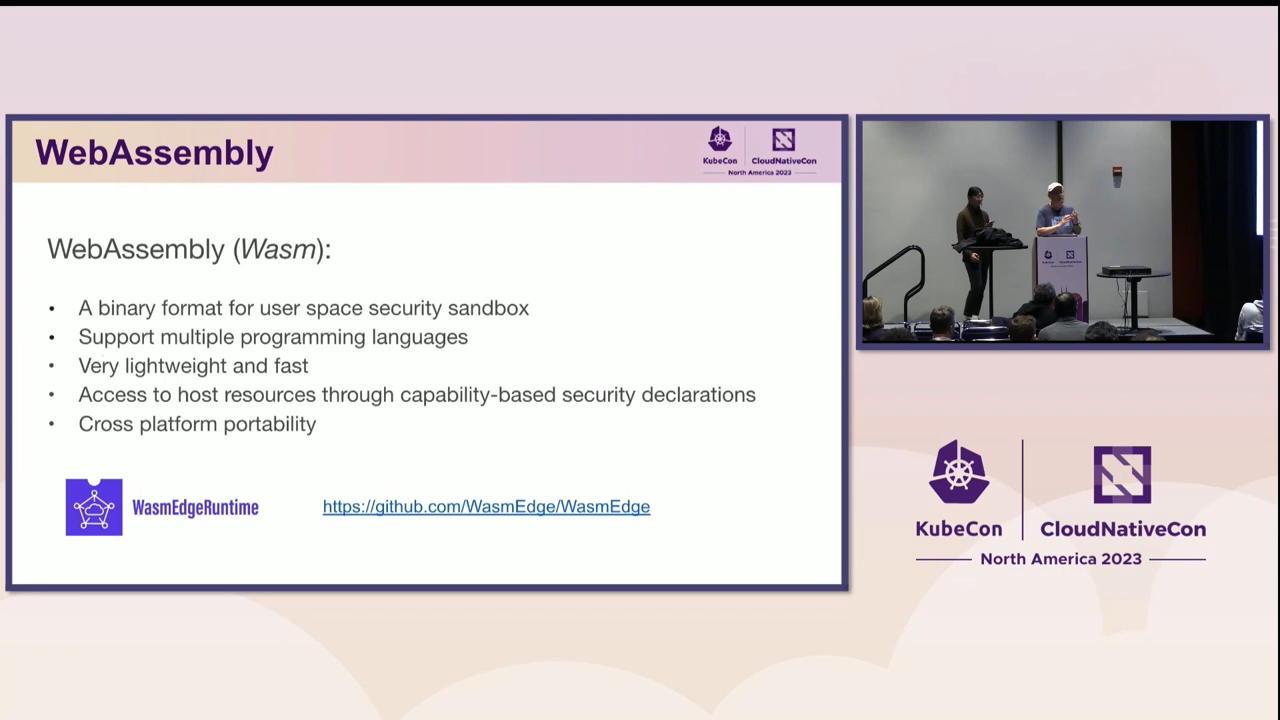 WebAssembly
KubeCon
CloudNativeCon
North America 2023
WebAssembly (Wasm):
• A binary format for user space security sandbox
• Support multiple programming languages
• Very lightweight and fast
• Access to host resources through capability-based security declarations
• Cross platform portability
WasmEdgeRuntime
https://github.com/WasmEdge/WasmEdge
KubeCon
CloudNativeCon
North America 2023